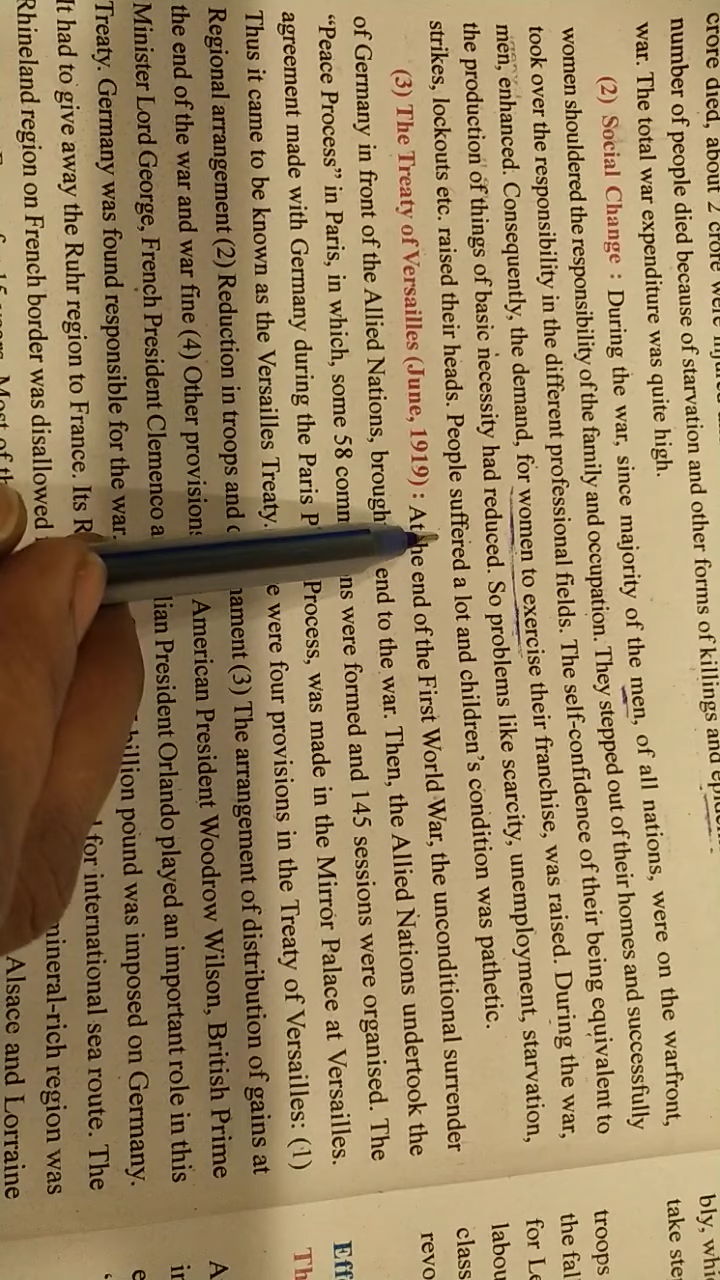 crore died, about 2 crore were
number of people died because of starvation and other forms of killings and
war. The total war expenditure was quite high.
(2) Social Change : During the war, since majority of the men, of all nations, were on the warfront,
women shouldered the responsibility of the family and occupation. They stepped out of their homes and successfully
took over the responsibility in the different professional fields. The self-confidence of their being equivalent to
men, enhanced. Consequently, the demand, for women to exercise their franchise, was raised. During the war,
the production of things of basic necessity had reduced. So problems like scarcity, unemployment, starvation,
strikes, lockouts etc. raised their heads. People suffered a lot and children's condition was pathetic.
(3) The Treaty of Versailles (June, 1919) : At the end of the First World War, the unconditional surrender
of Germany in front of the Allied Nations, end to the war. Then, the Allied Nations undertook the
"Peace Process" in Paris, in which, some 58 were formed and 145 sessions were organised. The
agreement made with Germany during the Paris Process, was made in the Mirror Palace at Versailles.
Thus it came to be known as the Versailles Treaty. were four provisions in the Treaty of Versailles: (1)
Regional arrangement (2) Reduction in troops and (3) The arrangement of distribution of gains at
the end of the war and war fine (4) Other American President Woodrow Wilson, British Prime
Minister Lord George, French President Clemenco President Orlando played an important role in this
Treaty. Germany was found responsible for the war. billion pound was imposed on Germany.
It had to give away the Ruhr region to France. Its for international sea route. The
Rhineland region on French border was disallowed mineral-rich region was
Most of Alsace and Lorraine
take
troops
for
Eff
Th